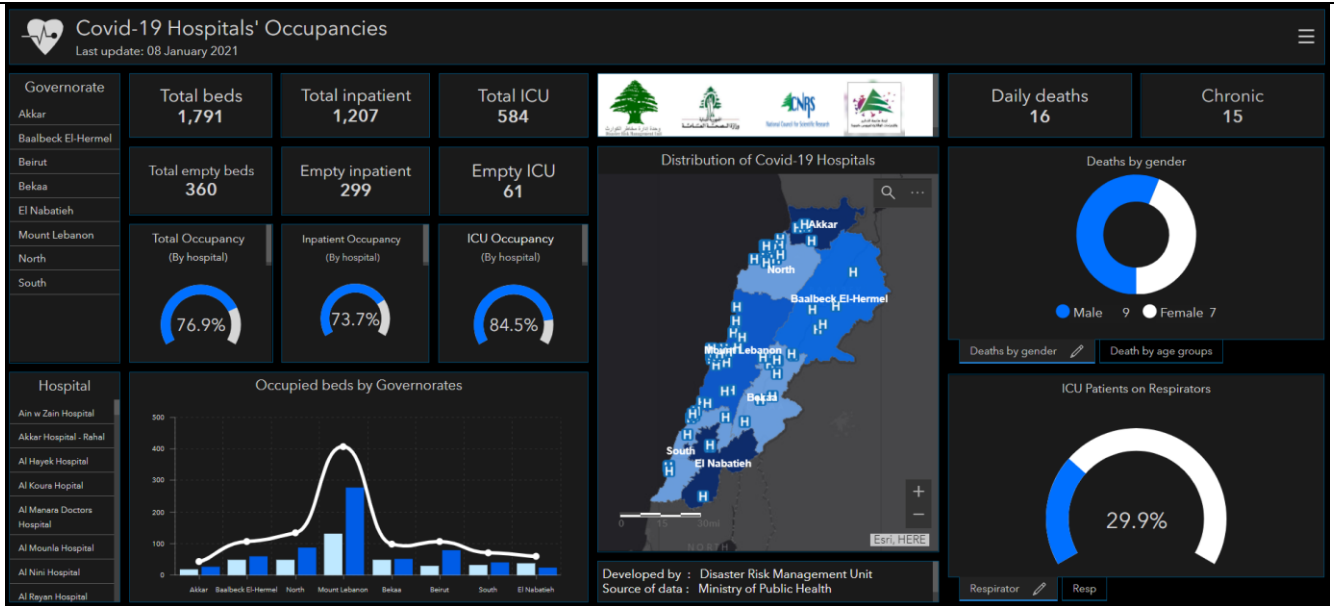 Covid-19 Hospitals' Occupancies
Last update: 08 January 2021
Governorate
Akkar
Baalbeck El-Hermel
Beirut
Bekaa
El Nabatieh
Mount Lebanon
North
South
Total beds
1,791
Total inpatient
1,207
Total ICU
584
Total empty beds
360
Empty inpatient
299
Empty ICU
61
Total Occupancy
(By hospital)
76.9%
Inpatient Occupancy
(By hospital)
73.7%
ICU Occupancy
(By hospital)
84.5%
Hospital
Ain w Zain Hospital
Akkar Hospital - Rahal
Al Hayek Hospital
Al Koura Hopital
Al Manara Doctors
Hospital
Al Mounla Hospital
Al Nini Hospital
Al Rayan Hospital
Occupied beds by Governorates
500
400
300
200
100
0
Akkar Baalbeck El-Hermel North Mount Lebanon Bekaa Beirut South El Nabatieh
CNRS
National Council for Scientific Research
Distribution of Covid-19 Hospitals
Akkar
North
Baalbeck El-Hermel
Mount Lebanon
Bekaa
South
El Nabatieh
0 15 30mi
NORTH
Esri, HERE
Developed by : Disaster Risk Management Unit
Source of data : Ministry of Public Health
Daily deaths
16
Chronic
15
Deaths by gender
Male 9 Female 7
Deaths by gender Death by age groups
ICU Patients on Respirators
29.9%
Respirator Resp